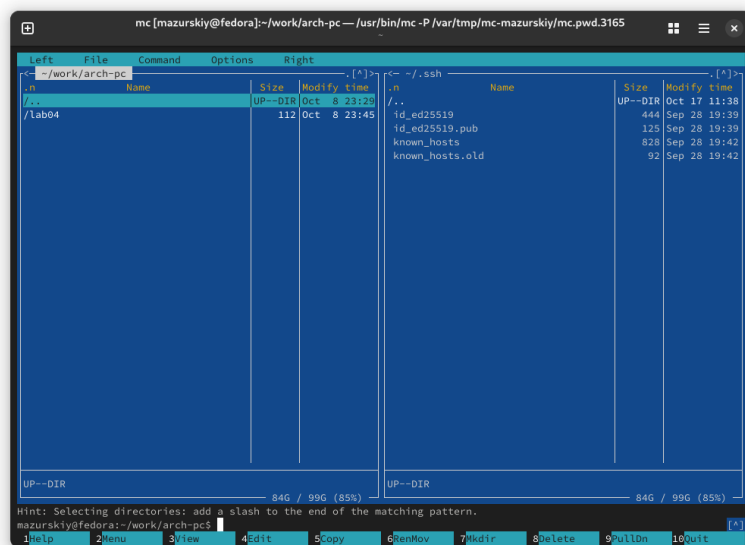 mc [mazurskiy@fedora]:~/work/arch-pc — /usr/bin/mc -P /var/tmp/mc-mazurskiy/mc.pwd.3165
~
Left File Command Options Right
<— ~/work/arch-pc .[^]>
.n Name Size Modify time
/.. UP--DIR Oct 8 23:29
/lab04 112 Oct 8 23:45
UP--DIR
84G / 99G (85%)
<— ~/.ssh .[^]>
.n Name Size Modify time
/.. UP--DIR Oct 17 11:38
id_ed25519 444 Sep 28 19:39
id_ed25519.pub 125 Sep 28 19:39
known_hosts 828 Sep 28 19:42
known_hosts.old 92 Sep 28 19:42
UP--DIR
84G / 99G (85%)
Hint: Selecting directories: add a slash to the end of the matching pattern.
mazurskiy@fedora:~/work/arch-pc$ [^]
1Help 2Menu 3View 4Edit 5Copy 6RenMov 7Mkdir 8Delete 9PullDn 10Quit